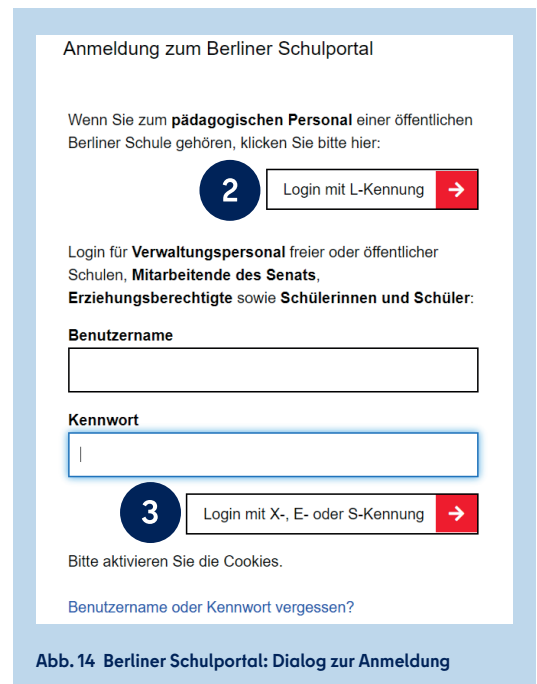 Anmeldung zum Berliner Schulportal
Wenn Sie zum pädagogischen Personal einer öffentlichen
Berliner Schule gehören, klicken Sie bitte hier:
2 Login mit L-Kennung →
Login für Verwaltungspersonal freier oder öffentlicher
Schulen, Mitarbeitende des Senats,
Erziehungsberechtigte sowie Schülerinnen und Schüler:
Benutzername
Kennwort
3 Login mit X-, E- oder S-Kennung →
Bitte aktivieren Sie die Cookies.
Benutzername oder Kennwort vergessen?
Abb. 14 Berliner Schulportal: Dialog zur Anmeldung